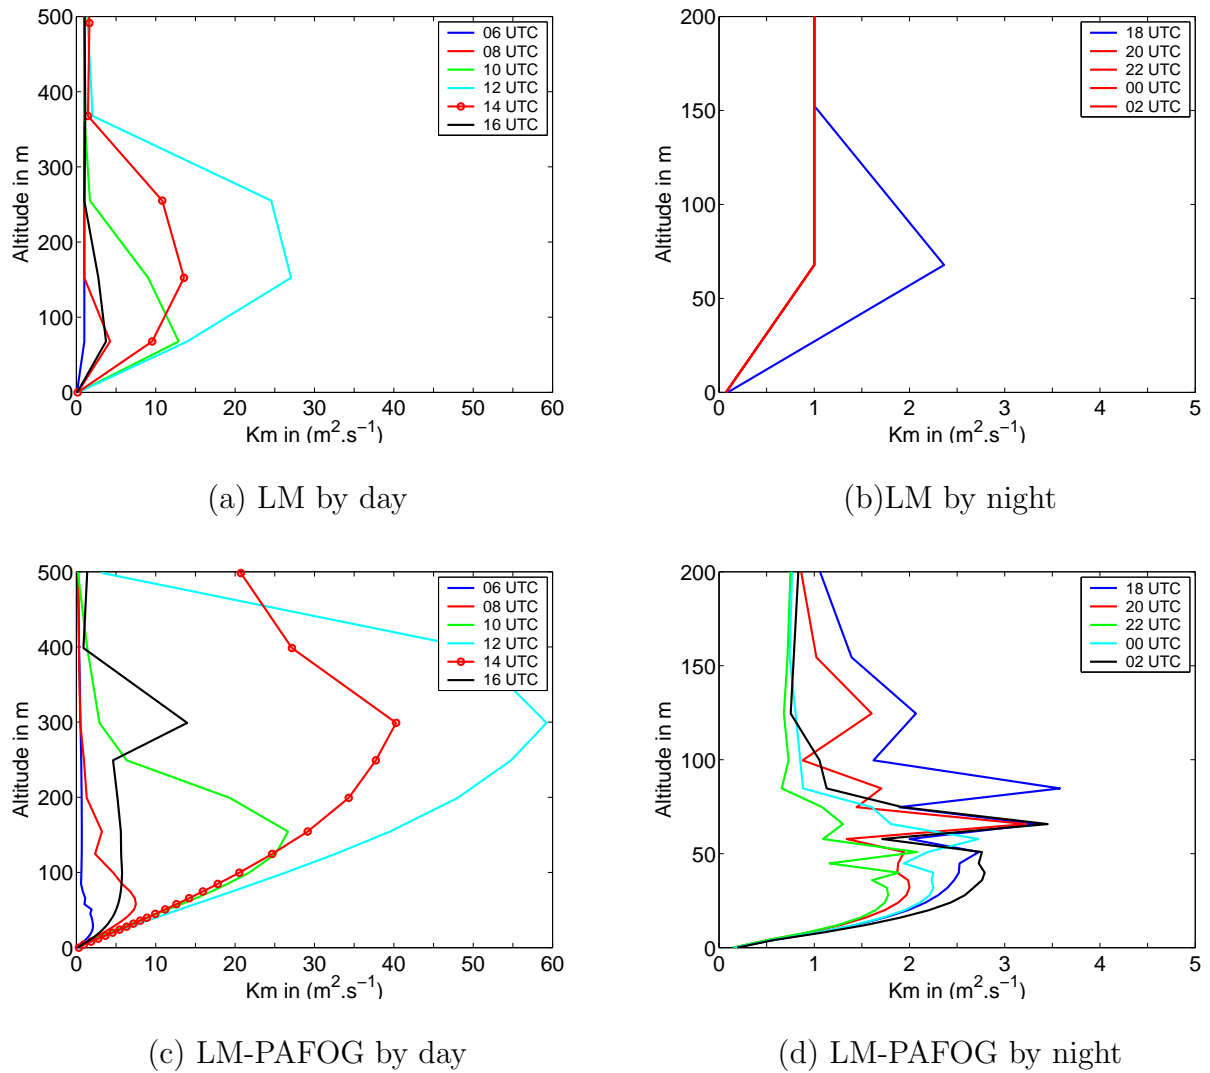 500
400
300
200
100
0
Altitude in m
0 10 20 30 40 50 60
Km in (m².s⁻¹)
06 UTC
08 UTC
10 UTC
12 UTC
14 UTC
16 UTC
(a) LM by day
200
150
100
50
0
Altitude in m
0 1 2 3 4 5
Km in (m².s⁻¹)
18 UTC
20 UTC
22 UTC
00 UTC
02 UTC
(b)LM by night
500
400
300
200
100
0
Altitude in m
0 10 20 30 40 50 60
Km in (m².s⁻¹)
06 UTC
08 UTC
10 UTC
12 UTC
14 UTC
16 UTC
(c) LM-PAFOG by day
200
150
100
50
0
Altitude in m
0 1 2 3 4 5
Km in (m².s⁻¹)
18 UTC
20 UTC
22 UTC
00 UTC
02 UTC
(d) LM-PAFOG by night